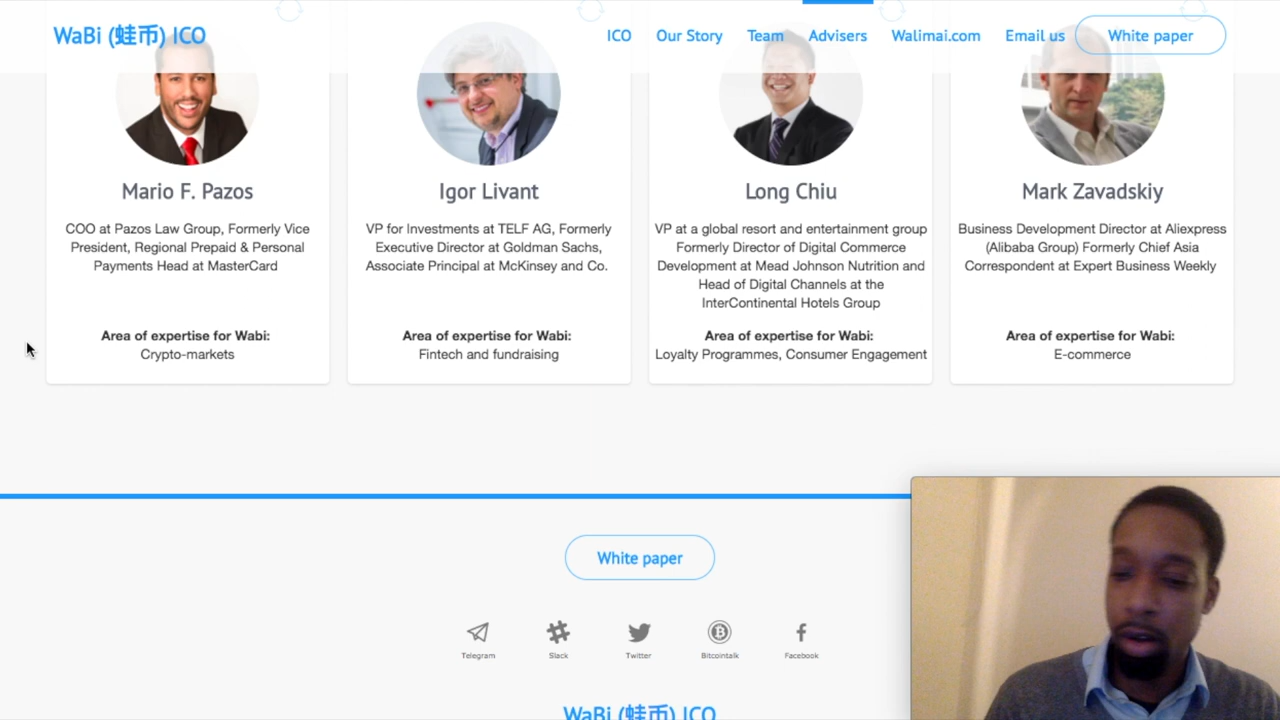 WaBi (蛙币) ICO
ICO
Our Story
Team
Advisers
Walimai.com
Email us
White paper
Mario F. Pazos
COO at Pazos Law Group, Formerly Vice
President, Regional Prepaid & Personal
Payments Head at MasterCard
Area of expertise for Wabi:
Crypto-markets
Igor Livant
VP for Investments at TELF AG, Formerly
Executive Director at Goldman Sachs,
Associate Principal at McKinsey and Co.
Area of expertise for Wabi:
Fintech and fundraising
Long Chiu
VP at a global resort and entertainment group
Formerly Director of Digital Commerce
Development at Mead Johnson Nutrition and
Head of Digital Channels at the
InterContinental Hotels Group
Area of expertise for Wabi:
Loyalty Programmes, Consumer Engagement
Mark Zavadskiy
Business Development Director at Aliexpress
(Alibaba Group) Formerly Chief Asia
Correspondent at Expert Business Weekly
Area of expertise for Wabi:
E-commerce
White paper
Telegram
Slack
Twitter
Bitcointalk
Facebook
WaBi (蛙币) ICO